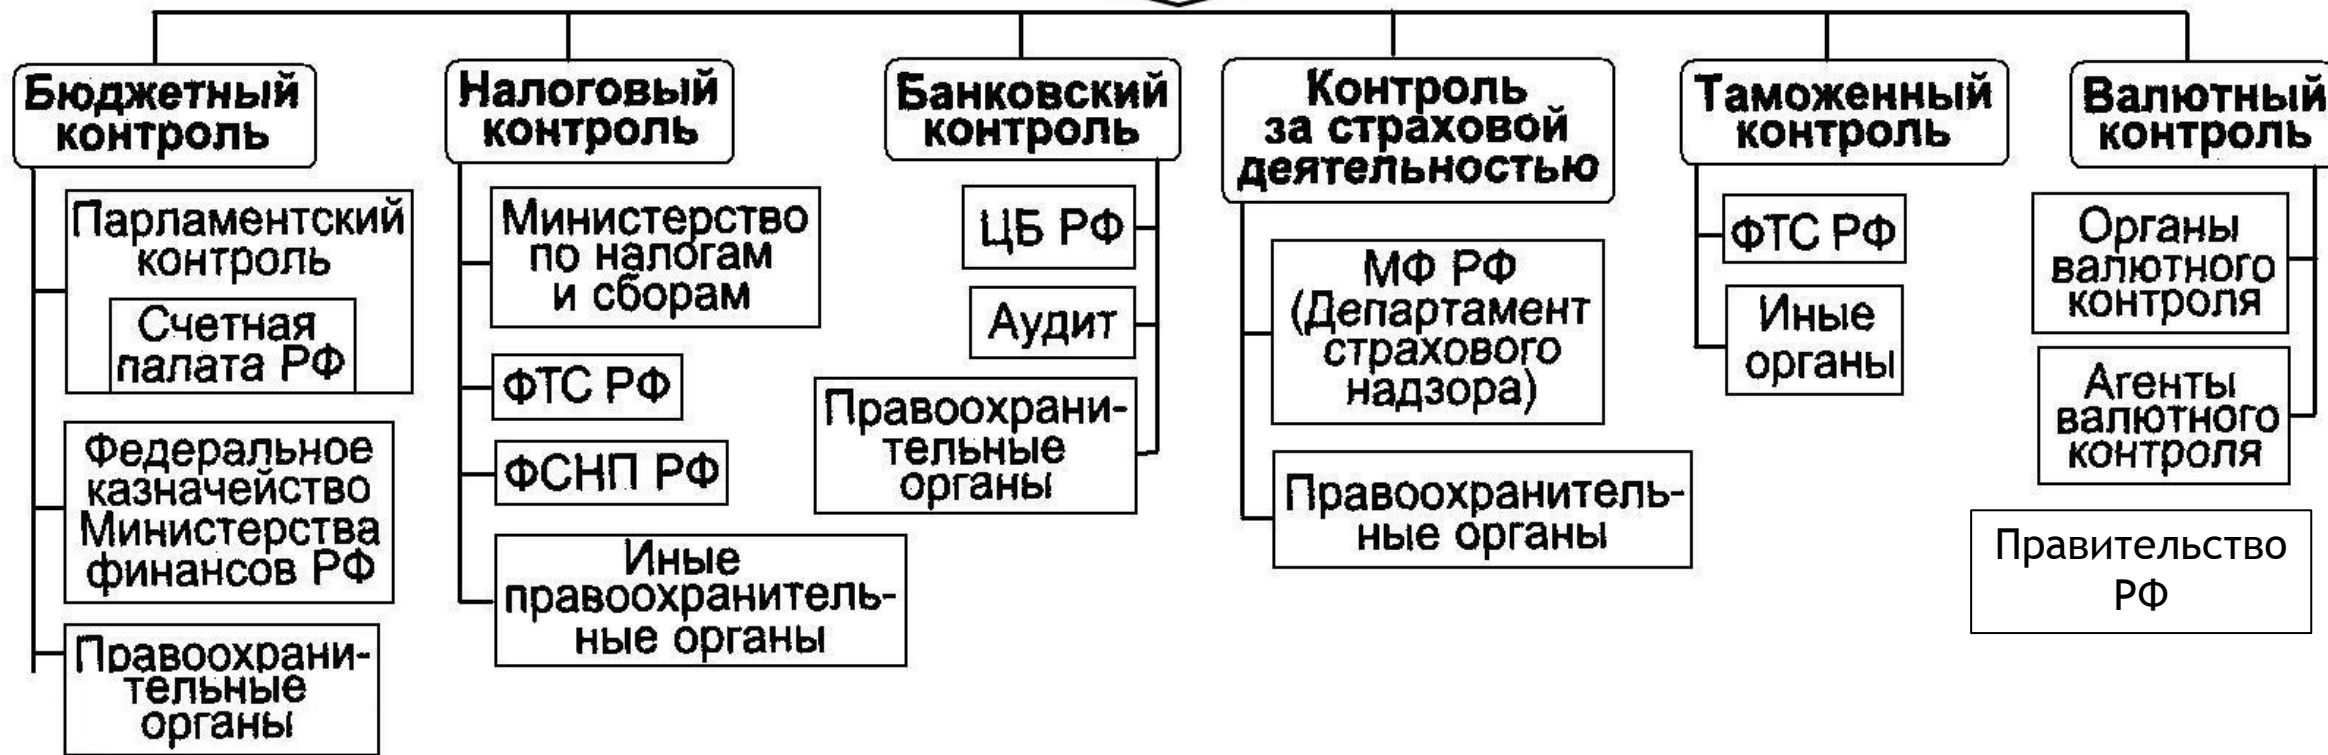 Бюджетный
контроль
Парламентский
контроль
Счетная
палата РФ
Федеральное
казначейство
Министерства
финансов РФ
Правоохрани-
тельные
органы
Налоговый
контроль
Министерство
по налогам
и сборам
ФТС РФ
ФСНП РФ
Иные
правоохранитель-
ные органы
Банковский
контроль
ЦБ РФ
Аудит
Правоохрани-
тельные
органы
Контроль
за страховой
деятельностью
МФ РФ
(Департамент
страхового
надзора)
Правоохранитель-
ные органы
Таможенный
контроль
ФТС РФ
Иные
органы
Валютный
контроль
Органы
валютного
контроля
Агенты
валютного
контроля
Правительство
РФ